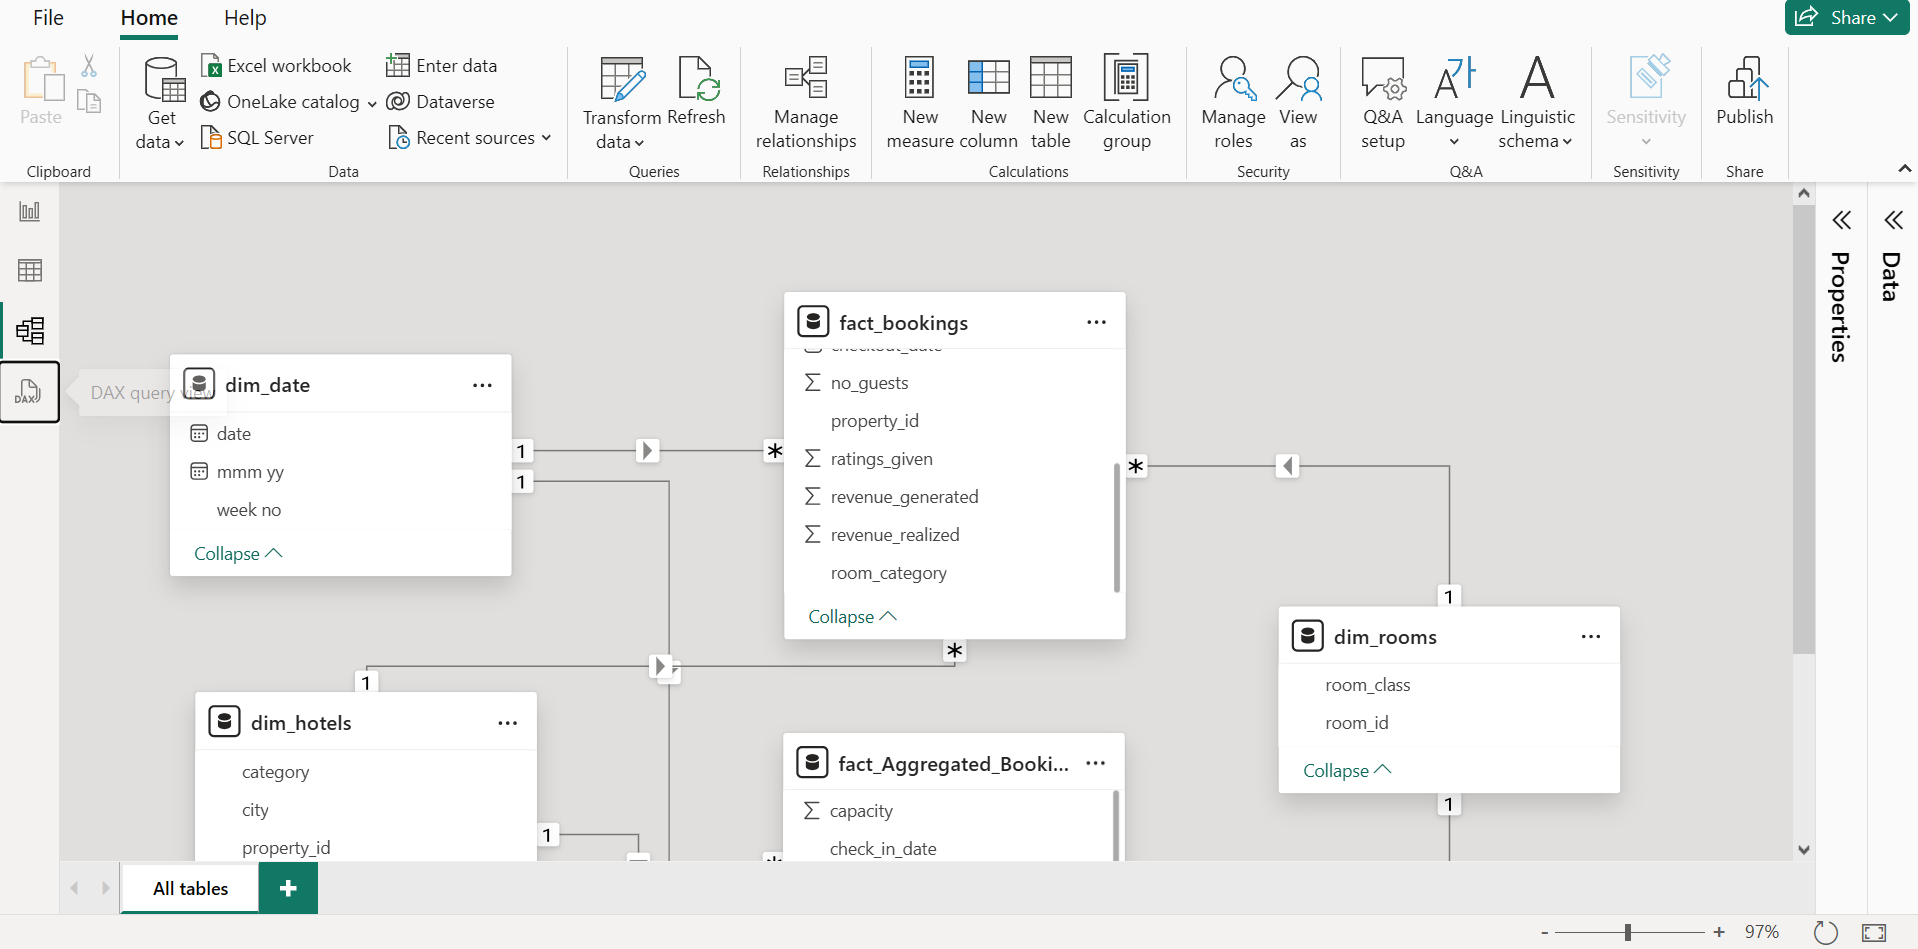 File Home Help
Share
Paste
Clipboard
Get data
Excel workbook
OneLake catalog
SQL Server
Enter data
Dataverse
Recent sources
Data
Transform data
Refresh
Queries
Manage relationships
Relationships
New measure
New column
New table
Calculation group
Calculations
Manage roles
View as
Security
Q&A setup
Language
Linguistic schema
Q&A
Sensitivity
Sensitivity
Publish
Share
Properties
Data
DAX
DAX query view
dim_date
date
mmm yy
week no
Collapse
1
1
*
fact_bookings
checkout_date
no_guests
property_id
ratings_given
revenue_generated
revenue_realized
room_category
Collapse
*
*
1
dim_rooms
room_class
room_id
Collapse
1
1
dim_hotels
category
city
property_id
1
fact_Aggregated_Booki...
capacity
check_in_date
All tables +
- + 97%